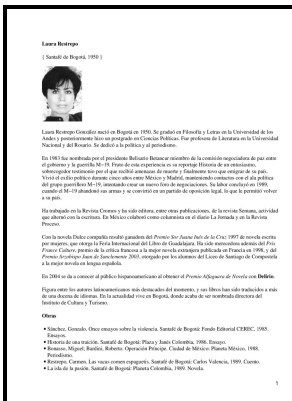 Laura Restrepo
[ Santafé de Bogotá, 1950 ]
Laura Restrepo González nació en Bogotá en 1950. Se graduó en Filosofía y Letras en la Universidad de los
Andes y posteriormente hizo un postgrado en Ciencias Políticas. Fue profesora de Literatura en la Universidad
Nacional y del Rosario. Se dedicó a la política y al periodismo.
En 1983 fue nombrada por el presidente Belisario Betancur miembro de la comisión negociadora de paz entre
el gobierno y la guerrilla M−19. Fruto de esta experiencia es su reportaje Historia de un entusiasmo,
sobrecogedor testimonio por el que recibió amenazas de muerte y finalmente tuvo que emigrar de su país.
Vivió el exilio político durante cinco años entre México y Madrid, manteniendo contactos con el ala política
del grupo guerrillero M−19, intentando crear un nuevo foro de negociaciones. Su labor concluyó en 1989,
cuando el M−19 abandonó sus armas y se convirtió en un partido de oposición legal, lo que le permitió volver
a su país.
Ha trabajado en la Revista Cromos y ha sido editora, entre otras publicaciones, de la revista Semana, actividad
que alternó con la escritura. En México colaboró como columnista en el diario La Jornada y en la Revista
Proceso.
Con la novela Dulce compañía resultó ganadora del Premio Sor Juana Inés de la Cruz 1997 de novela escrita
por mujeres, que otorga la Feria Internacional del Libro de Guadalajara. Ha sido merecedora además del Prix
France Culture, premio de la crítica francesa a la mejor novela extranjera publicada en Francia en 1998, y del
Premio Arzobispo Juan de Sanclemente 2003, otorgado por los alumnos del Liceo de Santiago de Compostela
a la mejor novela en lengua española.
En 2004 se da a conocer al público hispanoamericano al obtener el Premio Alfaguara de Novela con Delirio.
Figura entre los autores latinoamericanos más destacados del momento, y sus libros han sido traducidos a más
de una docena de idiomas. En la actualidad vive en Bogotá, donde acaba de ser nombrada directora del
Instituto de Cultura y Turismo.
Obras
• Sánchez, Gonzalo. Once ensayos sobre la violencia. Santafé de Bogotá: Fondo Editorial CEREC, 1985.
Ensayos.
• Historia de una traición. Santafé de Bogotá: Plaza y Janés Colombia, 1986. Ensayo.
• Bonasso, Miguel; Bardini, Roberto. Operación Príncipe. Ciudad de México: Planeta México, 1988.
Periodismo.
• Restrepo, Carmen. Las vacas comen espaguetis. Santafé de Bogotá: Carlos Valencia, 1989. Cuento.
• La isla de la pasión. Santafé de Bogotá: Planeta Colombia. 1989. Novela.
1